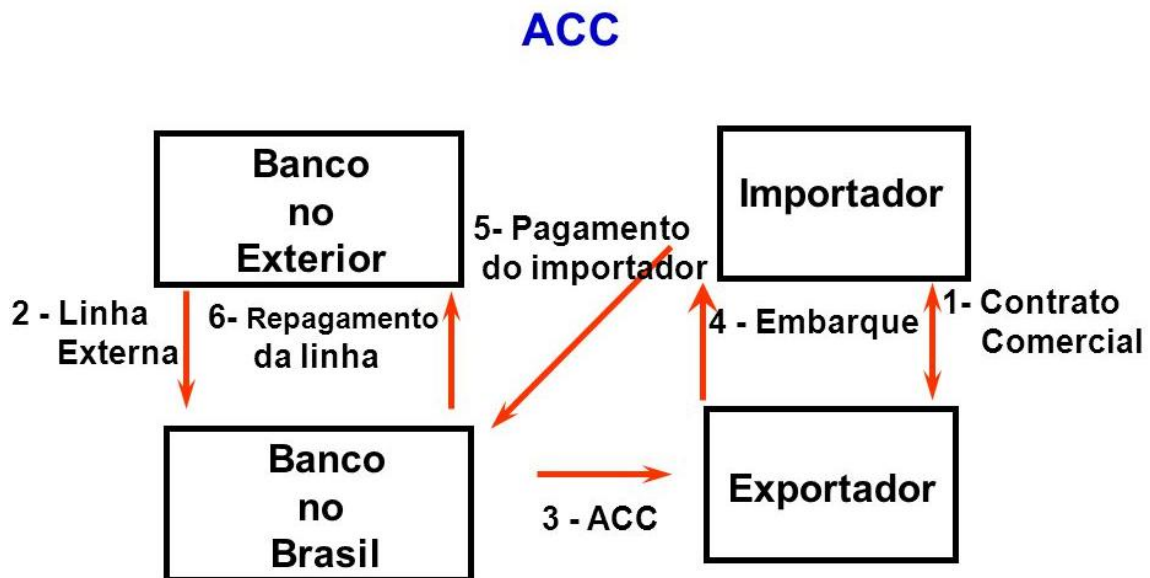 ACC
Banco
no
Exterior
Importador
5- Pagamento
do importador
2 - Linha
Externa
6- Repagamento
da linha
4 - Embarque
1- Contrato
Comercial
Banco
no
Brasil
3 - ACC
Exportador